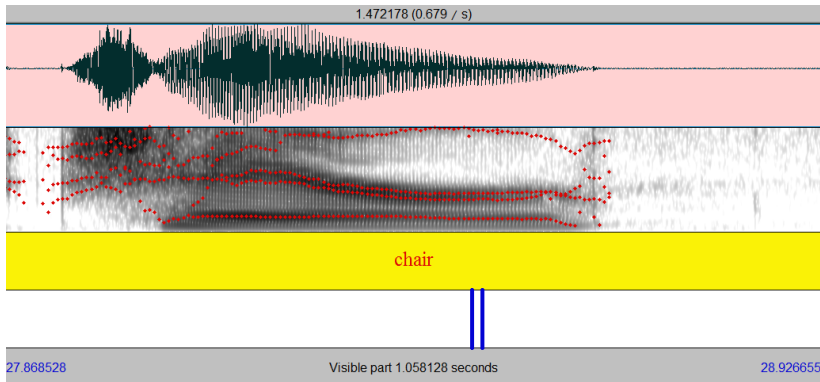 1.472178 (0.679 / s)
chair
27.868528 Visible part 1.058128 seconds 28.926655